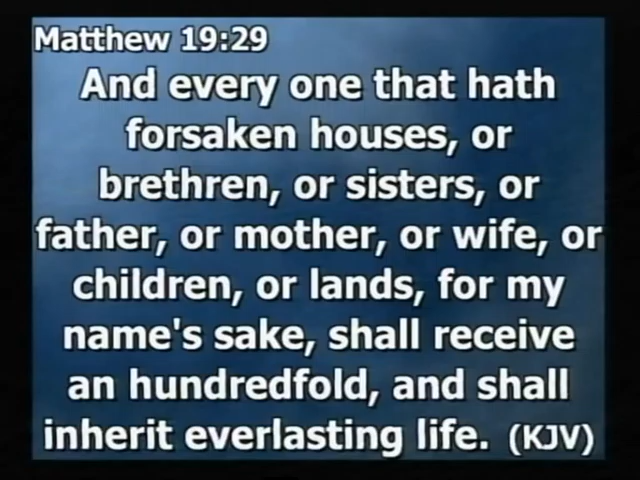 Matthew 19:29
And every one that hath
forsaken houses, or
brethren, or sisters, or
father, or mother, or wife, or
children, or lands, for my
name's sake, shall receive
an hundredfold, and shall
inherit everlasting life. (KJV)